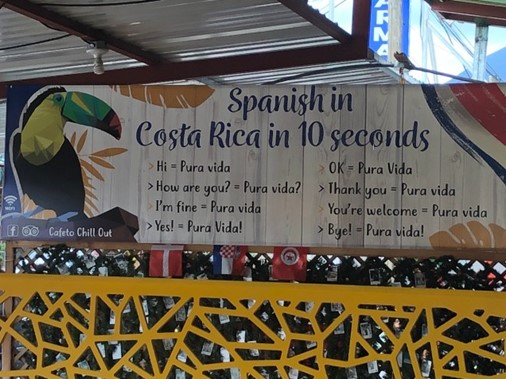 ARMA
Spanish in
Costa Rica in 10 seconds
> Hi = Pura vida
> How are you? = Pura vida?
> I'm fine = Pura vida
> Yes! = Pura Vida!
> OK = Pura Vida
> Thank you = Pura vida
> You're welcome = Pura vida
> Bye! = Pura vida!
WIFI
Cafeto Chill Out